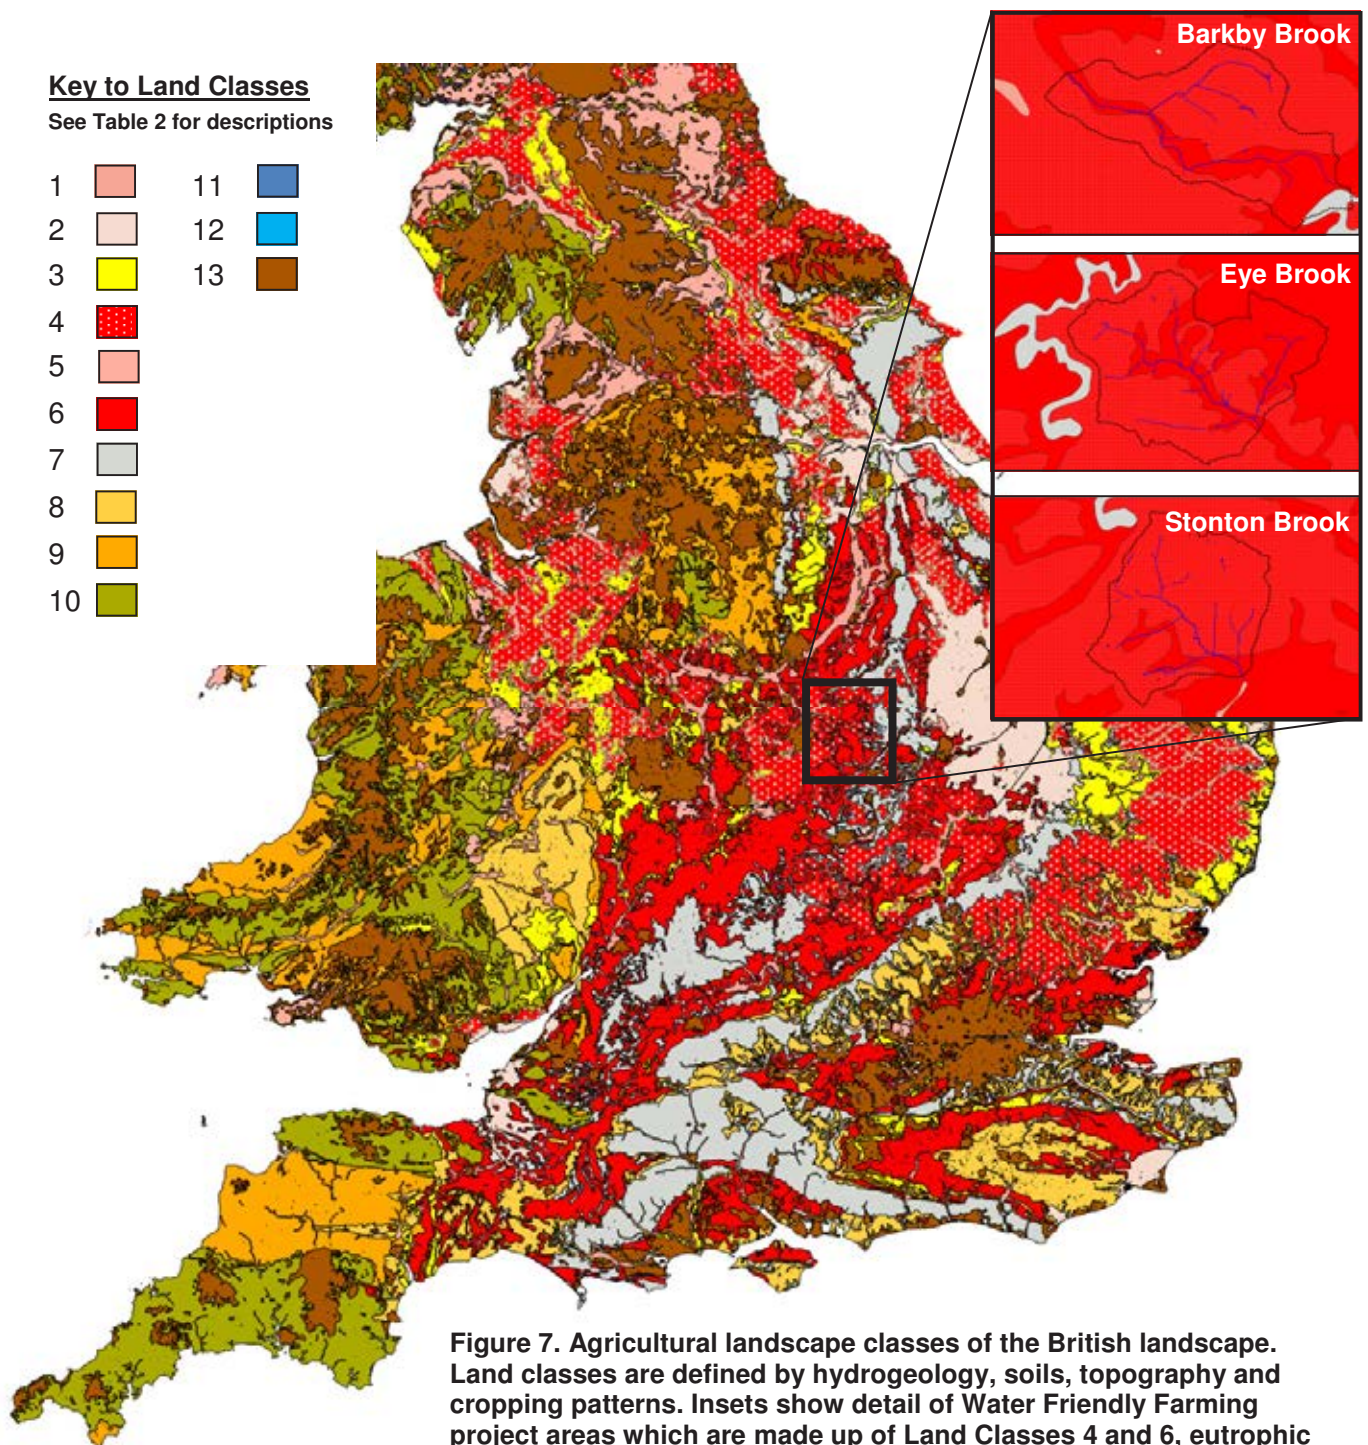 Key to Land Classes
See Table 2 for descriptions
1
2
3
4
5
6
7
8
9
10
11
12
13
Barkby Brook
Eye Brook
Stonton Brook
Figure 7. Agricultural landscape classes of the British landscape.
Land classes are defined by hydrogeology, soils, topography and
cropping patterns. Insets show detail of Water Friendly Farming
project areas which are made up of Land Classes 4 and 6, eutrophic